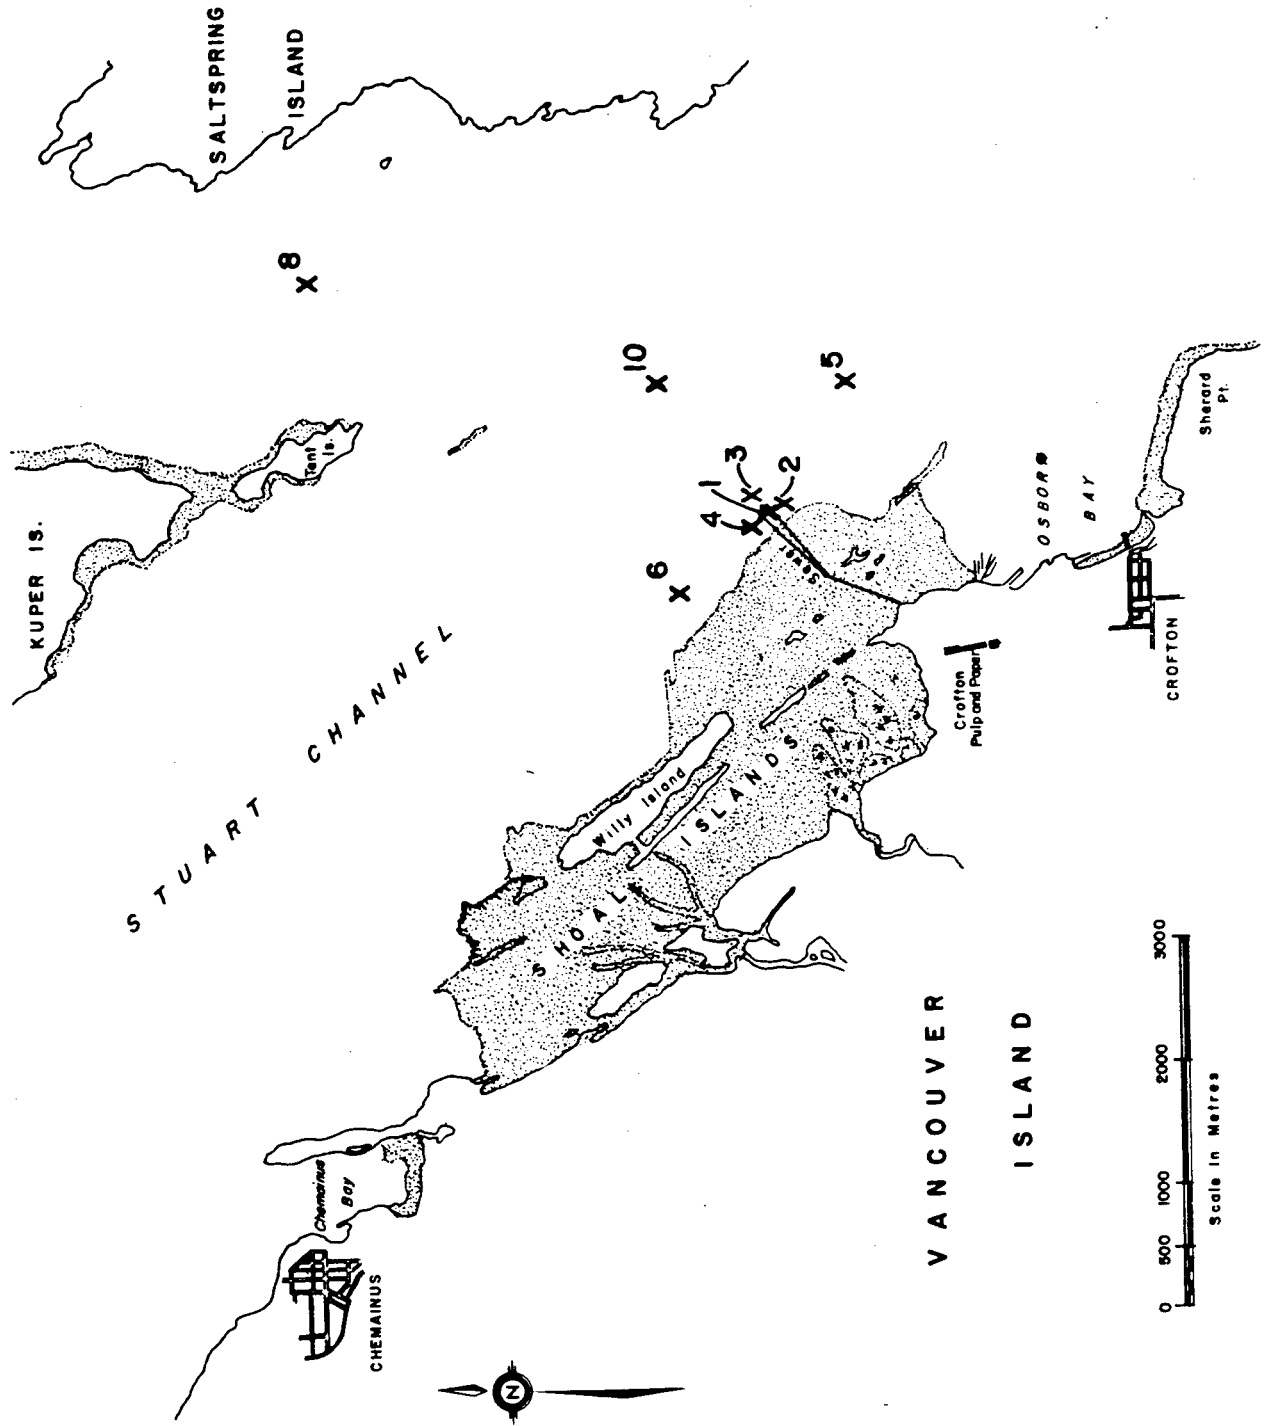 SALTSPRING
ISLAND
KUPER IS.
Tent
Is.
STUART CHANNEL
8
10
5
3
2
1
4
6
Sewer
OSBORN
BAY
Sherard
Pt.
CROFTON
Crofton
Pulp and Paper
Willy Island
SHOAL ISLANDS
Chemainus
Bay
CHEMAINUS
VANCOUVER
ISLAND
N
0 500 1000 2000 3000
Scale in Metres